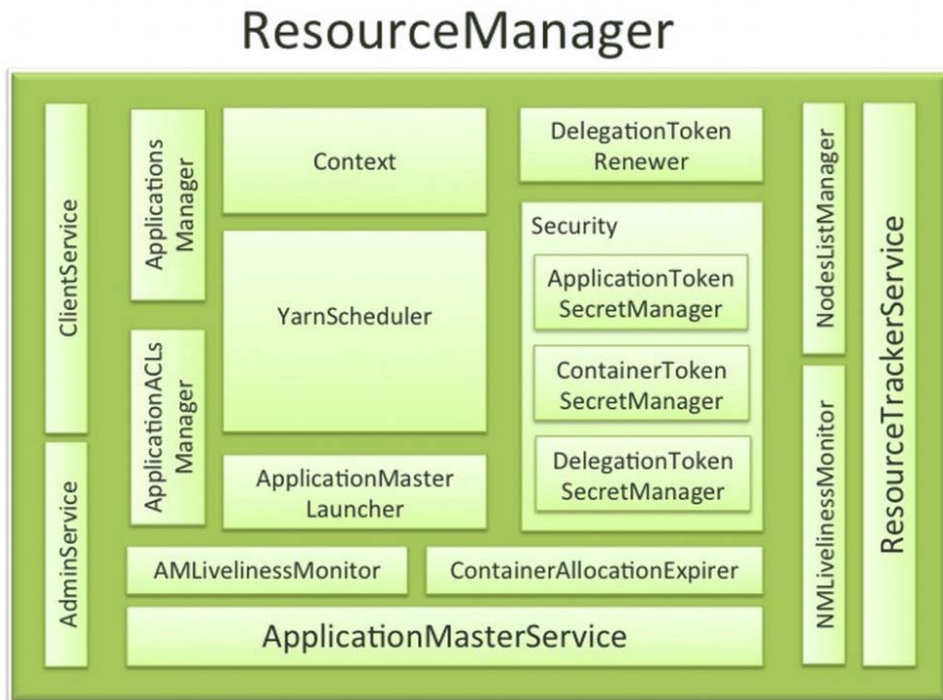 ResourceManager
ClientService
AdminService
Applications
Manager
ApplicationACLs
Manager
Context
YarnScheduler
ApplicationMaster
Launcher
DelegationToken
Renewer
Security
ApplicationToken
SecretManager
ContainerToken
SecretManager
DelegationToken
SecretManager
AMLivelinessMonitor
ContainerAllocationExpirer
ApplicationMasterService
NodesListManager
NMLivelinessMonitor
ResourceTrackerService